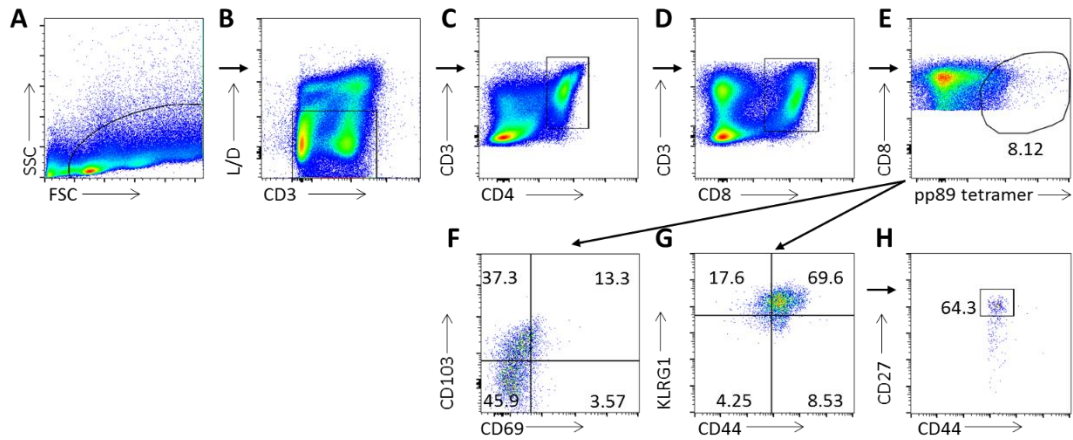 A
SSC
FSC
B
L/D
CD3
C
CD3
CD4
D
CD3
CD8
E
CD8
8.12
pp89 tetramer
F
37.3 13.3
CD103
45.9 3.57
CD69
G
17.6 69.6
KLRG1
4.25 8.53
CD44
H
64.3
CD27
CD44